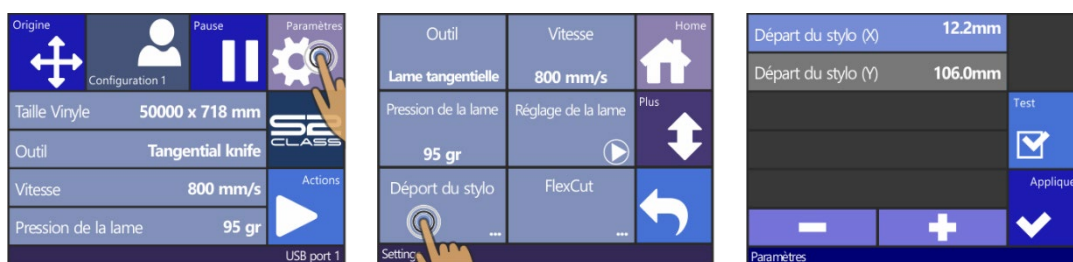 Origine
Configuration 1
Pause
Paramètres
Taille Vinyle 50000 x 718 mm
Outil Tangential knife
S2 CLASS
Vitesse 800 mm/s
Actions
Pression de la lame 95 gr
USB port 1
Outil Vitesse Home
Lame tangentielle 800 mm/s
Pression de la lame Réglage de la lame Plus
95 gr
Déport du stylo FlexCut
... ...
Setting
Départ du stylo (X) 12.2mm
Départ du stylo (Y) 106.0mm
Test
Applique
Paramètres